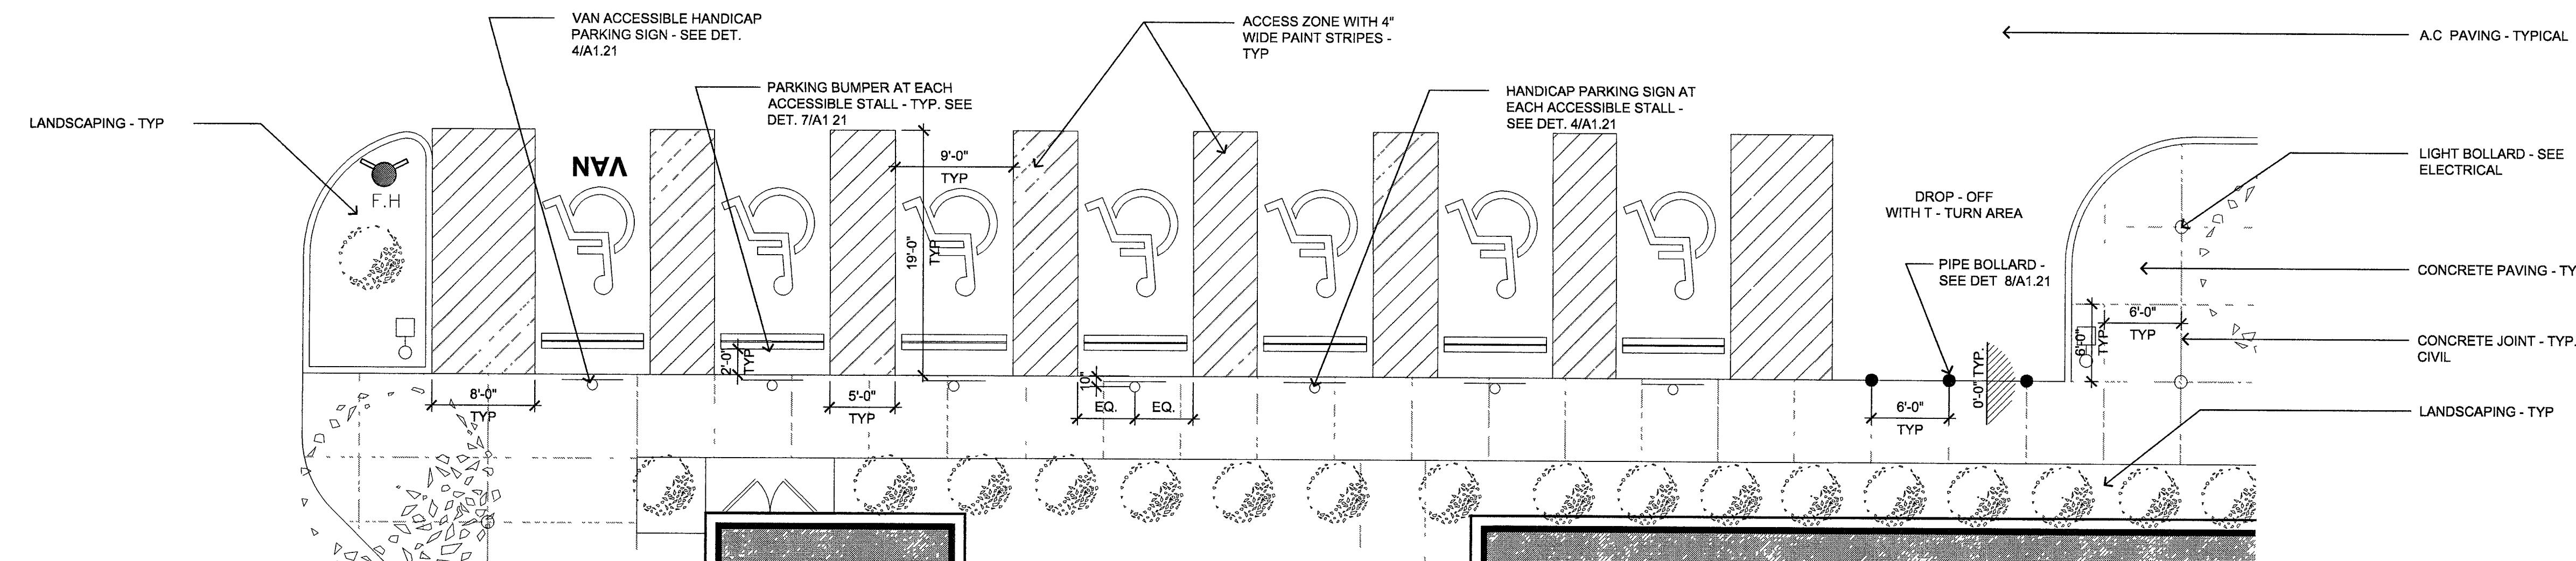 VAN ACCESSIBLE HANDICAP
PARKING SIGN - SEE DET.
4/A1.21
ACCESS ZONE WITH 4"
WIDE PAINT STRIPES -
TYP
A.C PAVING - TYPICAL
PARKING BUMPER AT EACH
ACCESSIBLE STALL - TYP. SEE
DET. 7/A1 21
HANDICAP PARKING SIGN AT
EACH ACCESSIBLE STALL -
SEE DET. 4/A1.21
LANDSCAPING - TYP
VAN
F.H
9'-0"
TYP
19'-0"
TYP
LIGHT BOLLARD - SEE
ELECTRICAL
DROP - OFF
WITH T - TURN AREA
PIPE BOLLARD -
SEE DET 8/A1.21
CONCRETE PAVING - TY
6'-0"
TYP
6'-0"
TYP
CONCRETE JOINT - TYP.
CIVIL
2'-0"
TYP
0'-0" TYP.
8'-0"
TYP
5'-0"
TYP
10"
EQ.
EQ.
6'-0"
TYP
LANDSCAPING - TYP